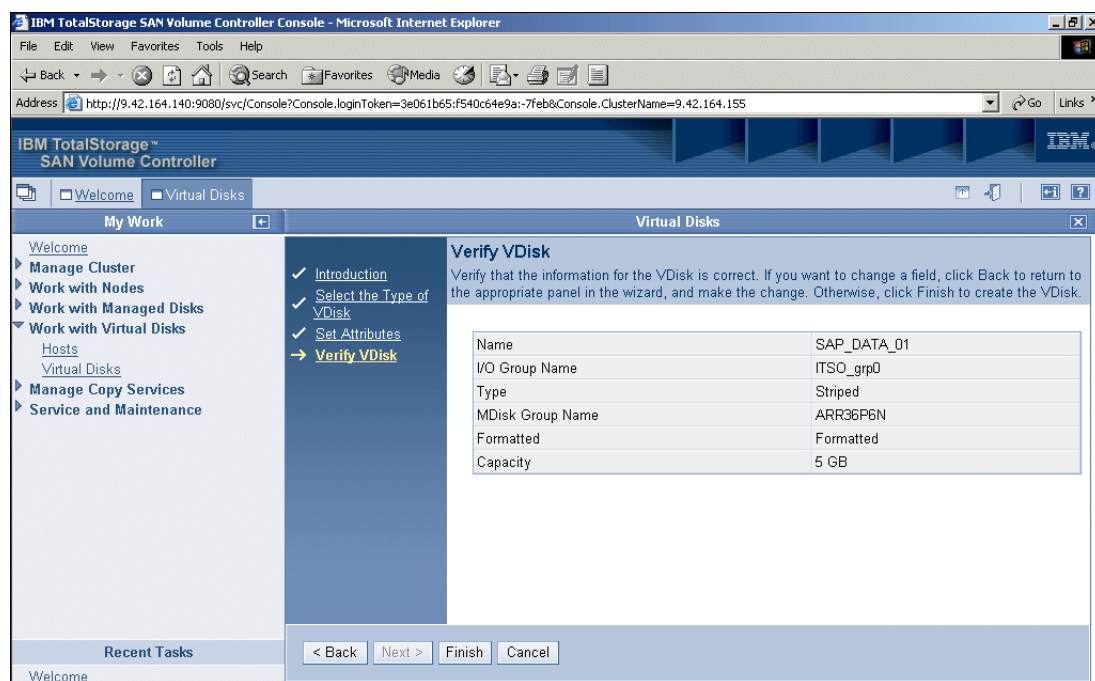 IBM TotalStorage SAN Volume Controller Console - Microsoft Internet Explorer
File Edit View Favorites Tools Help
Back Search Favorites Media
Address http://9.42.164.140:9080/svc/Console?Console.loginToken=3e061b65:f540c64e9a:-7feb&Console.ClusterName=9.42.164.155 Go Links
IBM TotalStorage™
SAN Volume Controller
IBM.
Welcome Virtual Disks
My Work
Welcome
Manage Cluster
Work with Nodes
Work with Managed Disks
Work with Virtual Disks
Hosts
Virtual Disks
Manage Copy Services
Service and Maintenance
Recent Tasks
Welcome
Virtual Disks
Introduction
Select the Type of
VDisk
Set Attributes
Verify VDisk
Verify VDisk
Verify that the information for the VDisk is correct. If you want to change a field, click Back to return to
the appropriate panel in the wizard, and make the change. Otherwise, click Finish to create the VDisk.
Name SAP_DATA_01
I/O Group Name ITSO_grp0
Type Striped
MDisk Group Name ARR36P6N
Formatted Formatted
Capacity 5 GB
< Back Next > Finish Cancel